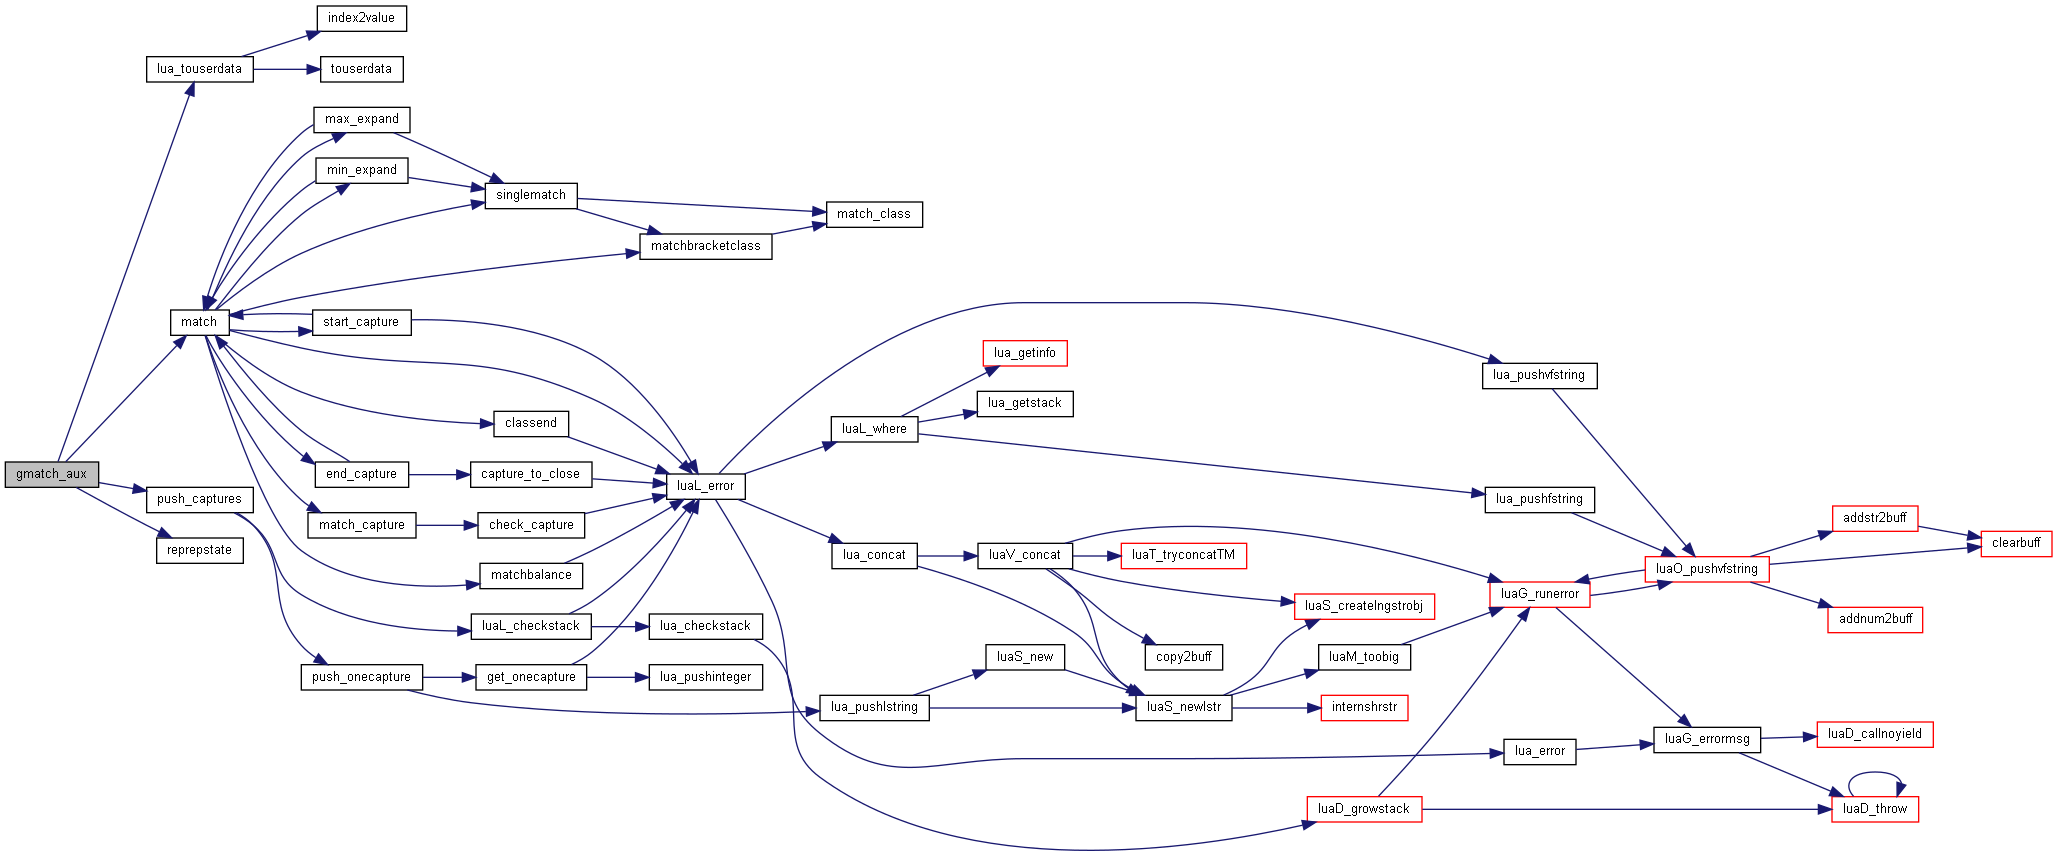 index2value
lua_touserdata
touserdata
max_expand
min_expand
singlematch
match_class
matchbracketclass
match
start_capture
lua_getinfo
lua_pushvfstring
lua_getstack
classend
luaL_where
gmatch_aux
end_capture
capture_to_close
luaL_error
push_captures
lua_pushfstring
match_capture
check_capture
addstr2buff
reprepstate
lua_concat
luaV_concat
luaT_tryconcatTM
clearbuff
matchbalance
luaO_pushvfstring
luaG_runerror
luaS_createlngstrobj
luaL_checkstack
lua_checkstack
addnum2buff
luaS_new
copy2buff
luaM_toobig
push_onecapture
get_onecapture
lua_pushinteger
lua_pushlstring
luaS_newlstr
internshrstr
luaG_errormsg
luaD_callnoyield
lua_error
luaD_growstack
luaD_throw